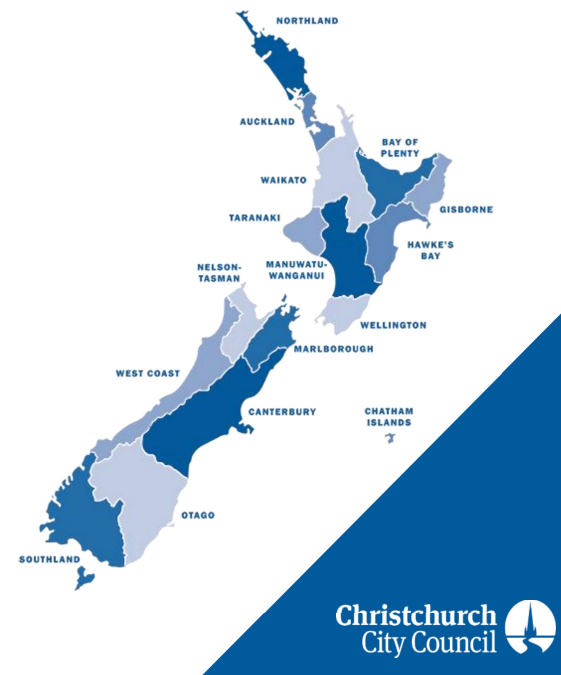 NORTHLAND
AUCKLAND
BAY OF
PLENTY
WAIKATO
GISBORNE
TARANAKI
HAWKE'S
BAY
NELSON-
TASMAN
MANUWATU-
WANGANUI
WELLINGTON
MARLBOROUGH
WEST COAST
CANTERBURY
CHATHAM
ISLANDS
OTAGO
SOUTHLAND
Christchurch
City Council